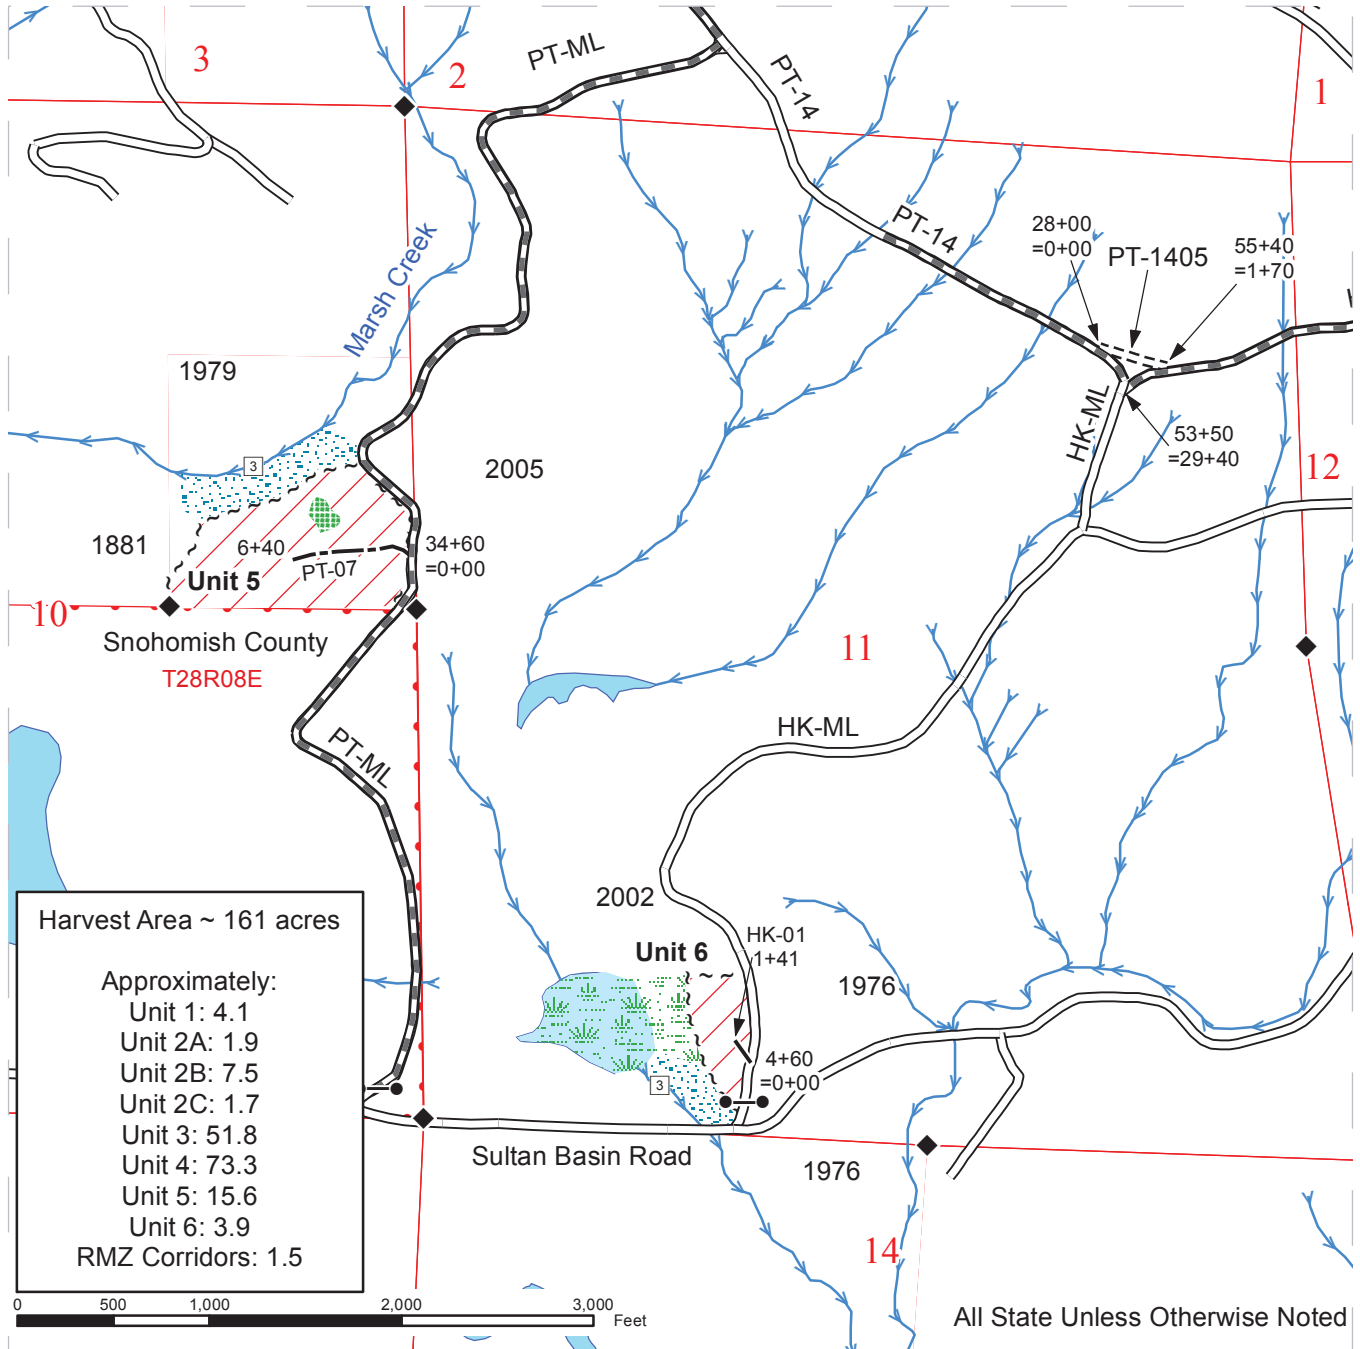 3
2
PT-ML
PT-14
1
PT-14
28+00
=0+00
PT-1405
55+40
=1+70
Marsh Creek
1979
HK-ML
53+50
=29+40
3
2005
12
1881
6+40
PT-07
34+60
=0+00
Unit 5
10
Snohomish County
T28R08E
11
PT-ML
HK-ML
2002
Unit 6
HK-01
1+41
1976
4+60
=0+00
3
Sultan Basin Road
1976
14
Harvest Area ~ 161 acres
Approximately:
Unit 1: 4.1
Unit 2A: 1.9
Unit 2B: 7.5
Unit 2C: 1.7
Unit 3: 51.8
Unit 4: 73.3
Unit 5: 15.6
Unit 6: 3.9
RMZ Corridors: 1.5
0 500 1,000 2,000 3,000
Feet
All State Unless Otherwise Noted